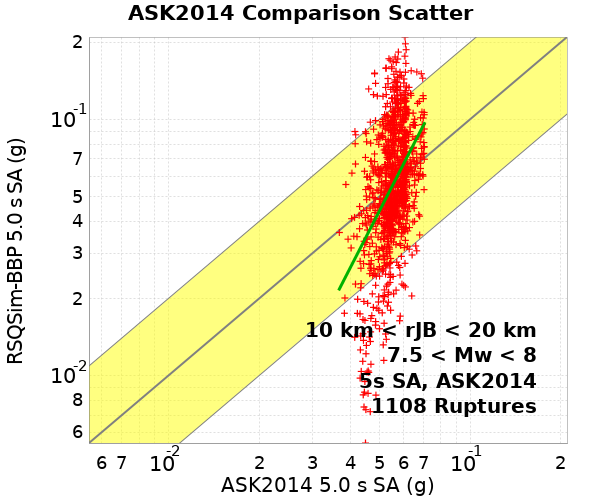 ASK2014 Comparison Scatter
RSQSim-BBP 5.0 s SA (g)
2
10-1
7
5
4
3
2
10-2
8
6
10 km < rJB < 20 km
7.5 < Mw < 8
5s SA, ASK2014
1108 Ruptures
6 7 10-2 2 3 4 5 6 7 10-1 2
ASK2014 5.0 s SA (g)